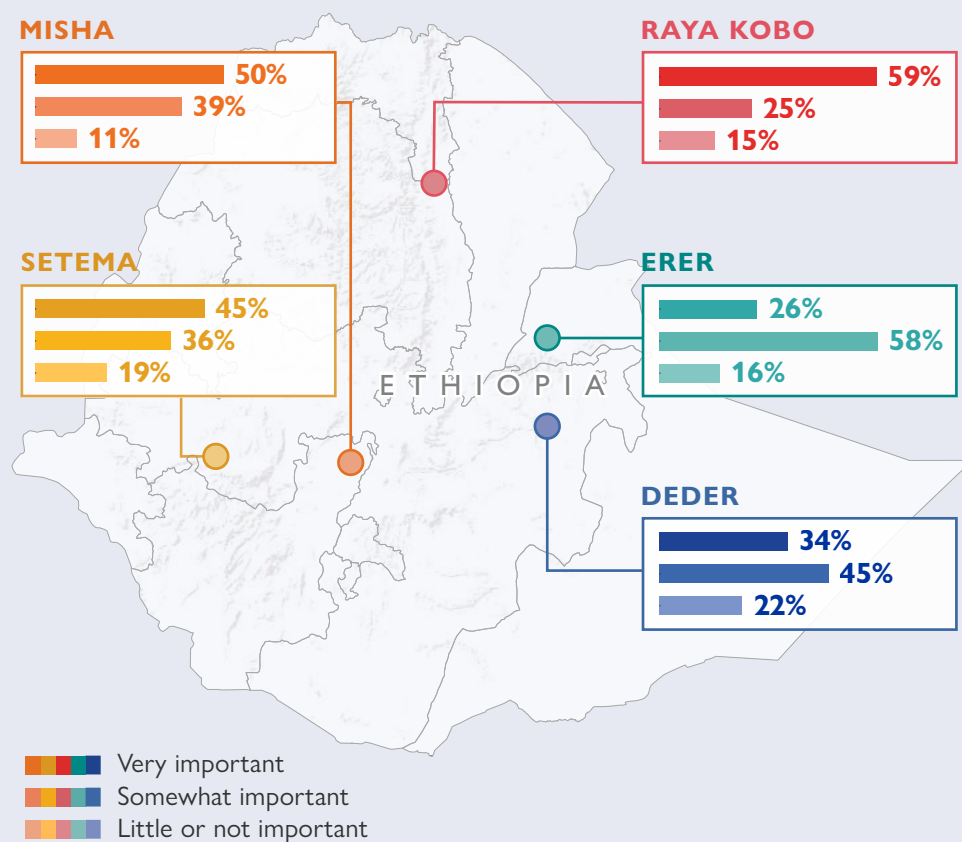 MISHA
50%
39%
11%
RAYA KOBO
59%
25%
15%
SETEMA
45%
36%
19%
ERER
26%
58%
16%
ETHIOPIA
DEDER
34%
45%
22%
Very important
Somewhat important
Little or not important